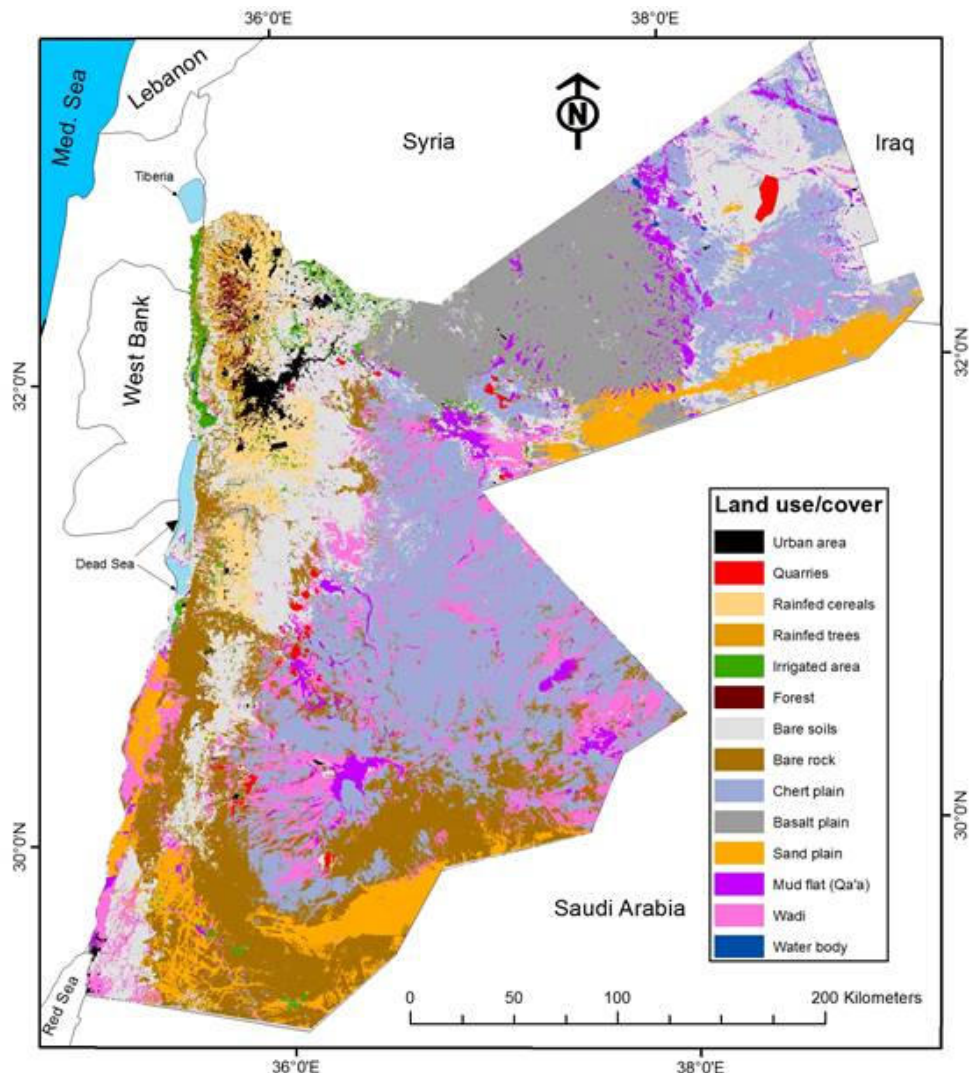 36°0'E
38°0'E
Med. Sea
Lebanon
N
Syria
Iraq
Tiberia
West Bank
32°0'N
32°0'N
Dead Sea
Land use/cover
Urban area
Quarries
Rainfed cereals
Rainfed trees
Irrigated area
Forest
Bare soils
Bare rock
Chert plain
Basalt plain
Sand plain
Mud flat (Qa'a)
Wadi
Water body
30°0'N
30°0'N
Saudi Arabia
Red Sea
0 50 100 200 Kilometers
36°0'E
38°0'E